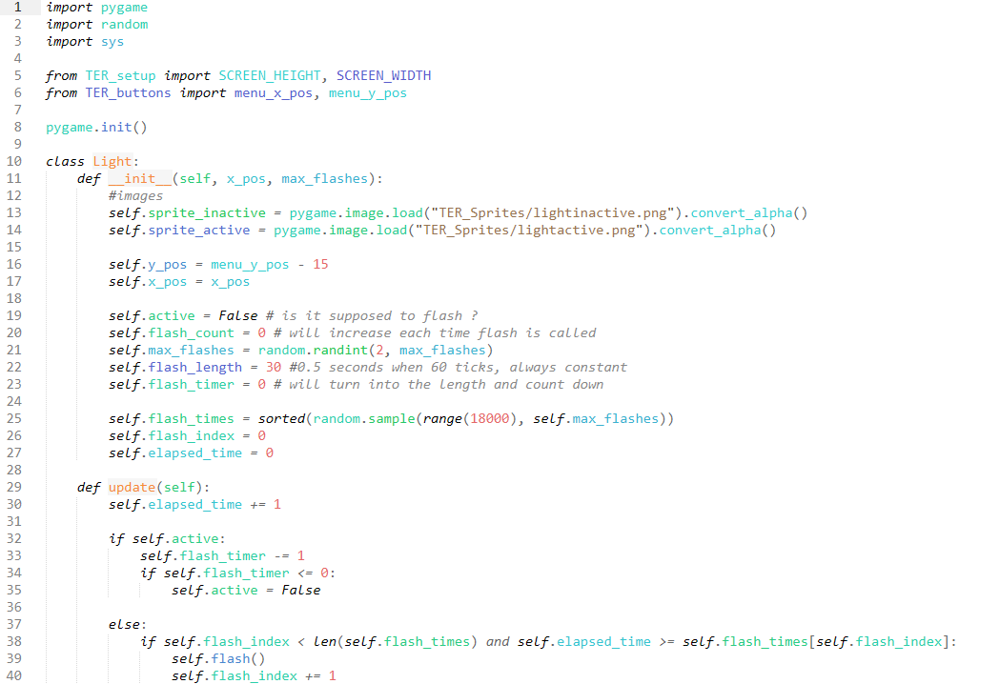 1 import pygame
2 import random
3 import sys
4
5 from TER_setup import SCREEN_HEIGHT, SCREEN_WIDTH
6 from TER_buttons import menu_x_pos, menu_y_pos
7
8 pygame.init()
9
10 class Light:
11     def __init__(self, x_pos, max_flashes):
12         #images
13         self.sprite_inactive = pygame.image.load("TER_Sprites/lightinactive.png").convert_alpha()
14         self.sprite_active = pygame.image.load("TER_Sprites/lightactive.png").convert_alpha()
15
16         self.y_pos = menu_y_pos - 15
17         self.x_pos = x_pos
18
19         self.active = False # is it supposed to flash ?
20         self.flash_count = 0 # will increase each time flash is called
21         self.max_flashes = random.randint(2, max_flashes)
22         self.flash_length = 30 #0.5 seconds when 60 ticks, always constant
23         self.flash_timer = 0 # will turn into the length and count down
24
25         self.flash_times = sorted(random.sample(range(18000), self.max_flashes))
26         self.flash_index = 0
27         self.elapsed_time = 0
28
29     def update(self):
30         self.elapsed_time += 1
31
32         if self.active:
33             self.flash_timer -= 1
34             if self.flash_timer <= 0:
35                 self.active = False
36
37         else:
38             if self.flash_index < len(self.flash_times) and self.elapsed_time >= self.flash_times[self.flash_index]:
39                 self.flash()
40                 self.flash_index += 1